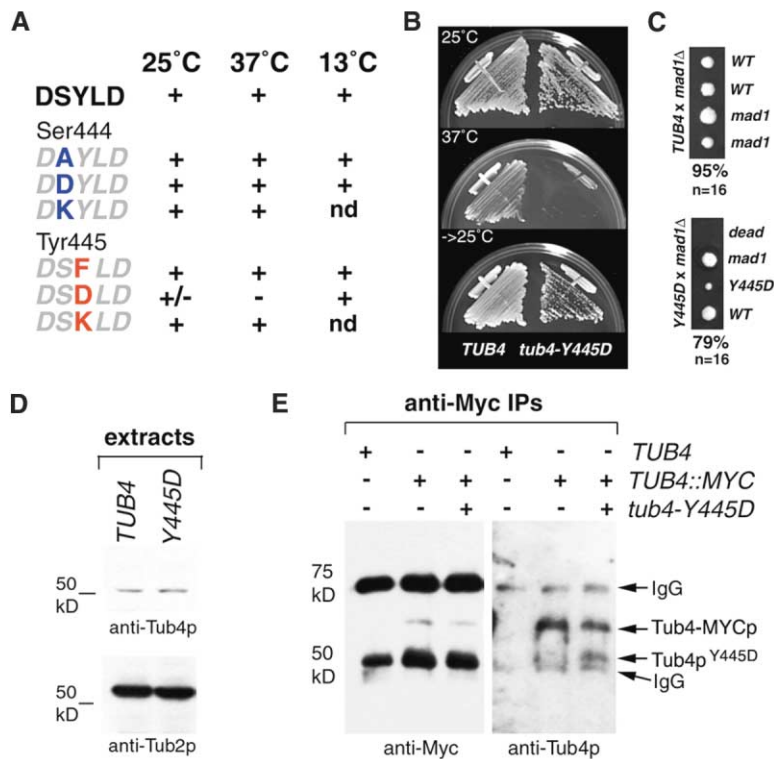 A
25°C 37°C 13°C
DSYLD + + +
Ser444
DAYLD + + +
DDYLD + + +
DKYLD + + nd
Tyr445
DSFLD + + +
DSDLD +/- - +
DSKLD + + nd
B
25°C
37°C
->25°C
TUB4 tub4-Y445D
C
TUB4 x mad1Δ
WT
WT
mad1
mad1
95%
n=16
Y445D x mad1Δ
dead
mad1
Y445D
WT
79%
n=16
D
extracts
TUB4 Y445D
50
kD
anti-Tub4p
50
kD
anti-Tub2p
E
anti-Myc IPs
+ - - + - - TUB4
- + + - + + TUB4::MYC
- - + - - + tub4-Y445D
75
kD
IgG
Tub4-MYCp
50
kD
Tub4p Y445D
IgG
anti-Myc anti-Tub4p